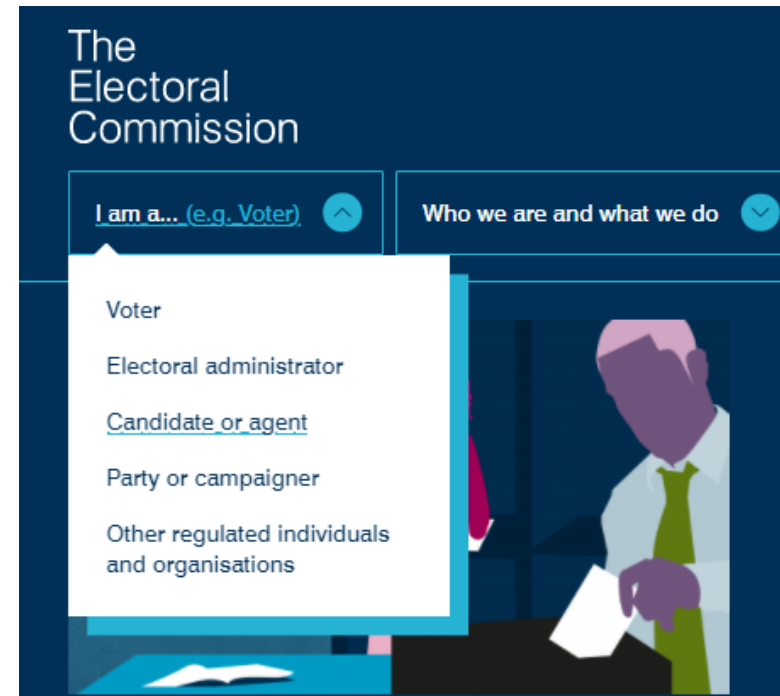 The
Electoral
Commission
I am a... (e.g. Voter)
Who we are and what we do
Voter
Electoral administrator
Candidate or agent
Party or campaigner
Other regulated individuals
and organisations